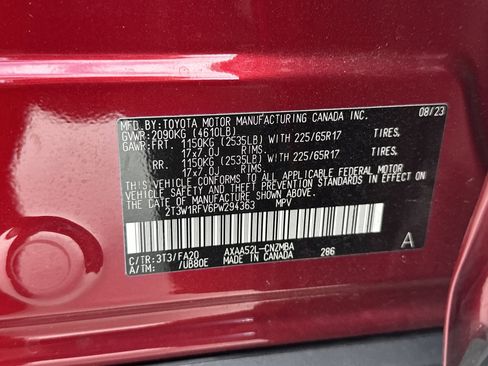 MFD.BY:TOYOTA MOTOR MANUFACTURING CANADA INC. 08/23
GVWR:2090KG (4610LB)
GAWR:FRT. 1150KG (2535LB) WITH 225/65R17 TIRES,
17x7.0J RIMS.
RR. 1150KG (2535LB) WITH 225/65R17 TIRES,
17x7.0J RIMS.
THIS VEHICLE CONFORMS TO ALL APPLICABLE FEDERAL MOTOR
VEHICLE SAFETY AND THEFT PREVENTION STANDARDS IN EFFECT ON
THE DATE OF MANUFACTURE SHOWN ABOVE.
2T3W1RFV6PW294363 MPV
C/TR:3T3/FA20 AXAA52L-CNZMBA A
A/TM: /UB80E MADE IN CANADA 286